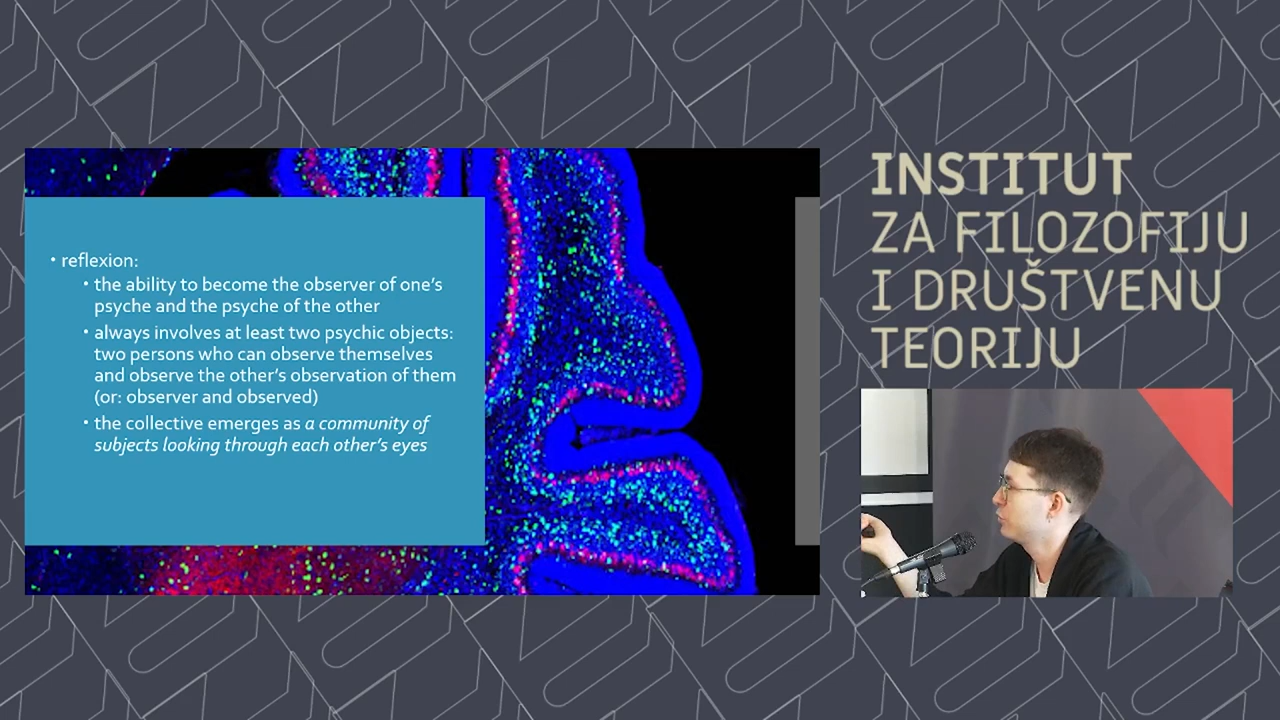 • reflexion:
• the ability to become the observer of one's
psyche and the psyche of the other
• always involves at least two psychic objects:
two persons who can observe themselves
and observe the other's observation of them
(or: observer and observed)
• the collective emerges as a community of
subjects looking through each other's eyes
INSTITUT
ZA FILOZOFIJU
I DRUŠTVENU
TEORIJU